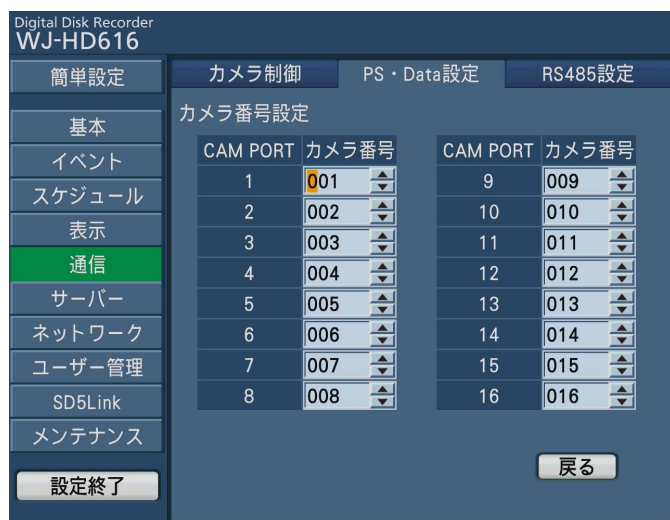 Digital Disk Recorder
WJ-HD616
簡単設定
基本
イベント
スケジュール
表示
通信
サーバー
ネットワーク
ユーザー管理
SD5Link
メンテナンス
設定終了
カメラ制御 PS・Data設定 RS485設定
カメラ番号設定
CAM PORT カメラ番号 CAM PORT カメラ番号
1 001 9 009
2 002 10 010
3 003 11 011
4 004 12 012
5 005 13 013
6 006 14 014
7 007 15 015
8 008 16 016
戻る